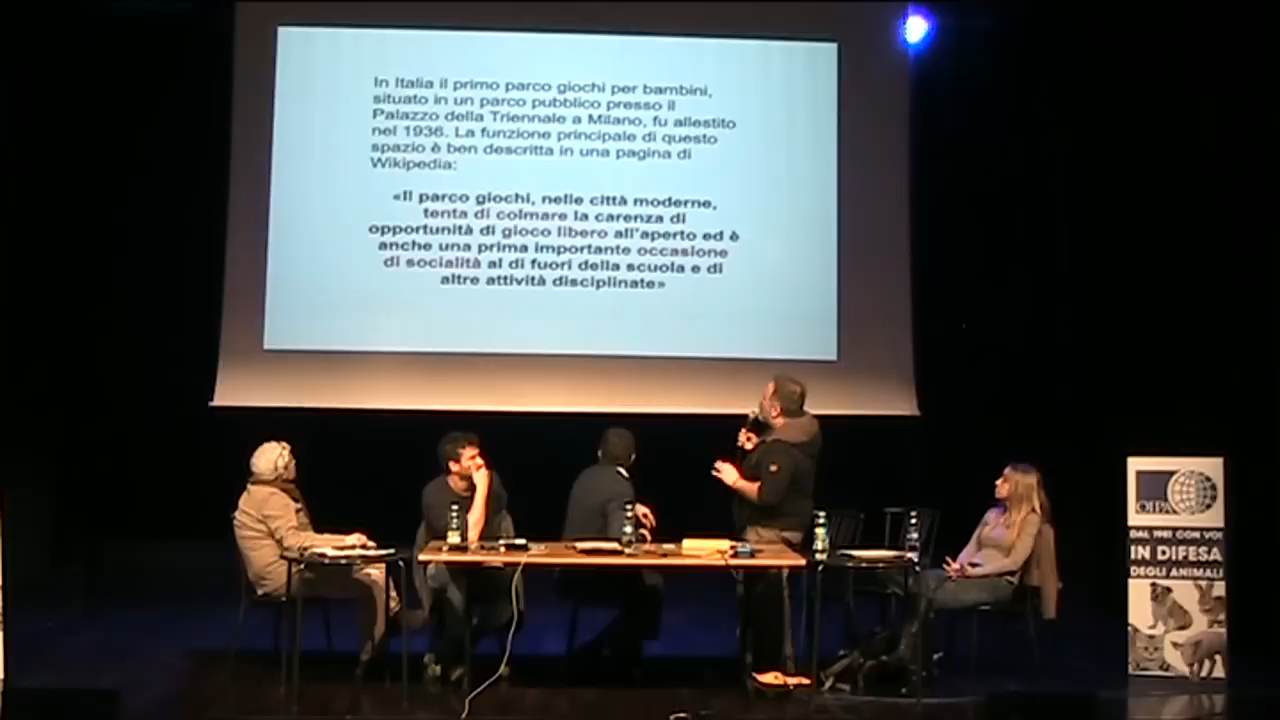 In Italia il primo parco giochi per bambini,
situato in un parco pubblico presso il
Palazzo della Triennale a Milano, fu allestito
nel 1936. La funzione principale di questo
spazio è ben descritta in una pagina di
Wikipedia:
«Il parco giochi, nelle città moderne,
tenta di colmare la carenza di
opportunità di gioco libero all'aperto ed è
anche una prima importante occasione
di socialità al di fuori della scuola e di
altre attività disciplinate»
OIPA
DAL 1981 CON VOI
IN DIFESA
DEGLI ANIMALI